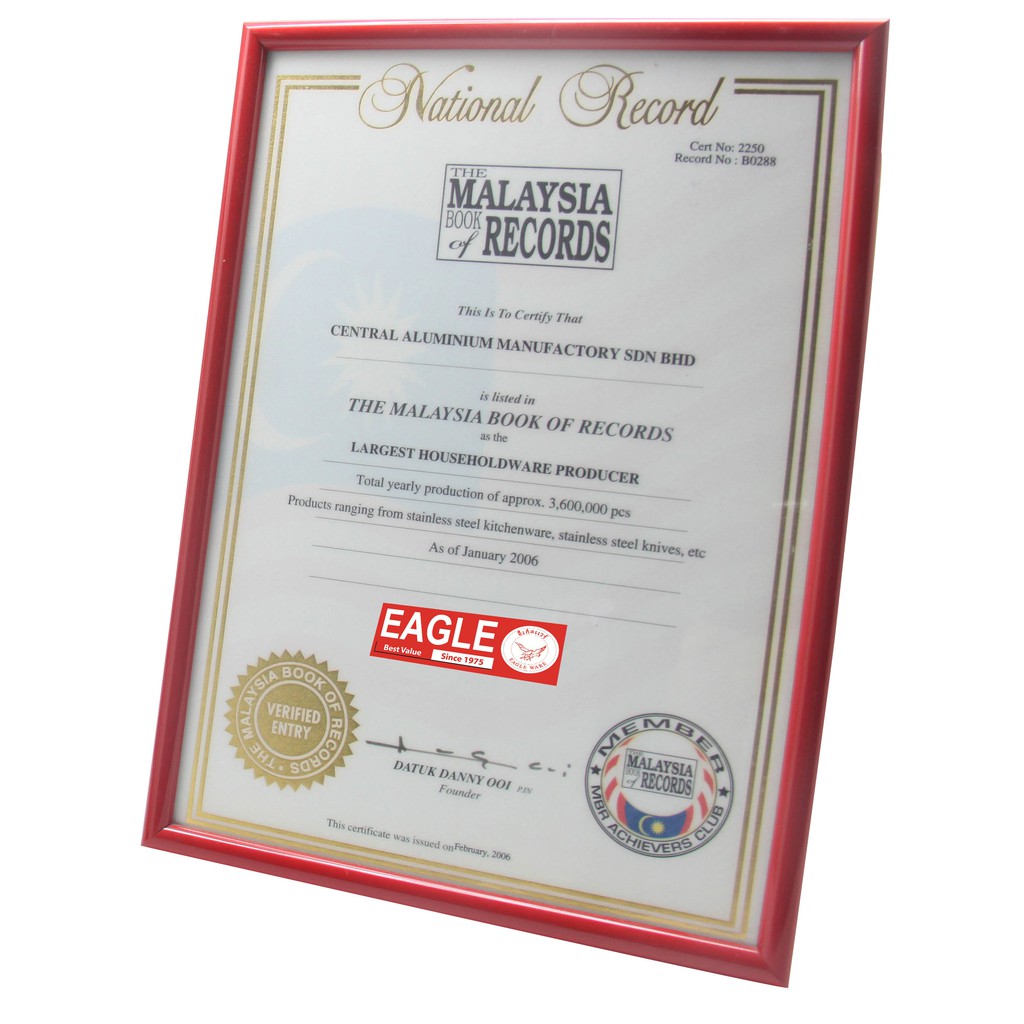 National Record
Cert No: 2250
Record No : B0288
THE
MALAYSIA
BOOK of RECORDS
This Is To Certify That
CENTRAL ALUMINIUM MANUFACTORY SDN BHD
is listed in
THE MALAYSIA BOOK OF RECORDS
as the
LARGEST HOUSEHOLDWARE PRODUCER
Total yearly production of approx. 3,600,000 pcs
Products ranging from stainless steel kitchenware, stainless steel knives, etc
As of January 2006
EAGLE
Best Value
Since 1975
EAGLE WARE
THE MALAYSIA BOOK OF RECORDS
VERIFIED
ENTRY
DATUK DANNY OOI PJN
Founder
This certificate was issued on February, 2006
MEMBER
THE
MALAYSIA
BOOK of RECORDS
MBR ACHIEVERS CLUB